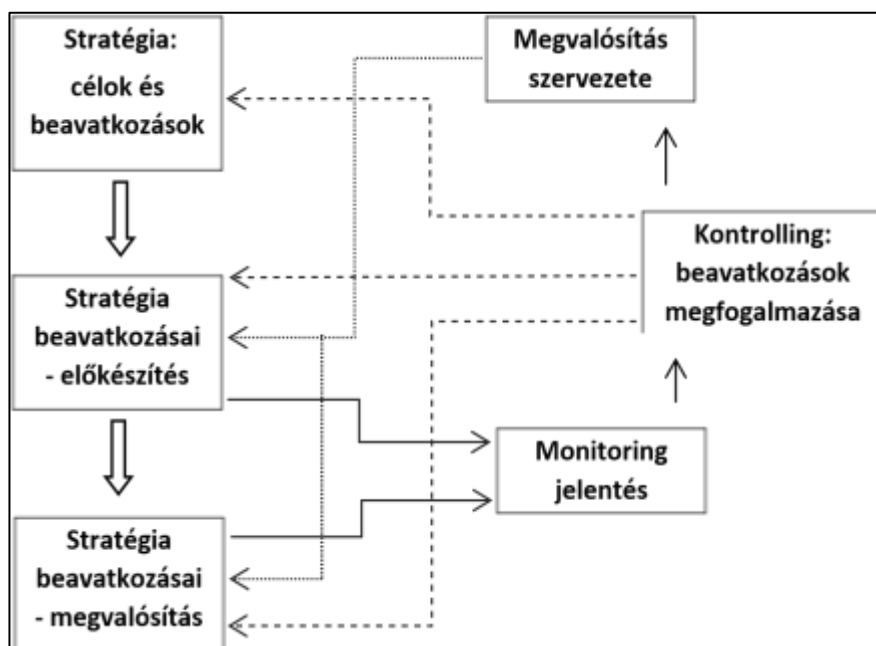 Stratégia:
célok és
beavatkozások
Megvalósítás
szervezete
Kontrolling:
beavatkozások
megfogalmazása
Stratégia
beavatkozásai
- előkészítés
Monitoring
jelentés
Stratégia
beavatkozásai
- megvalósítás